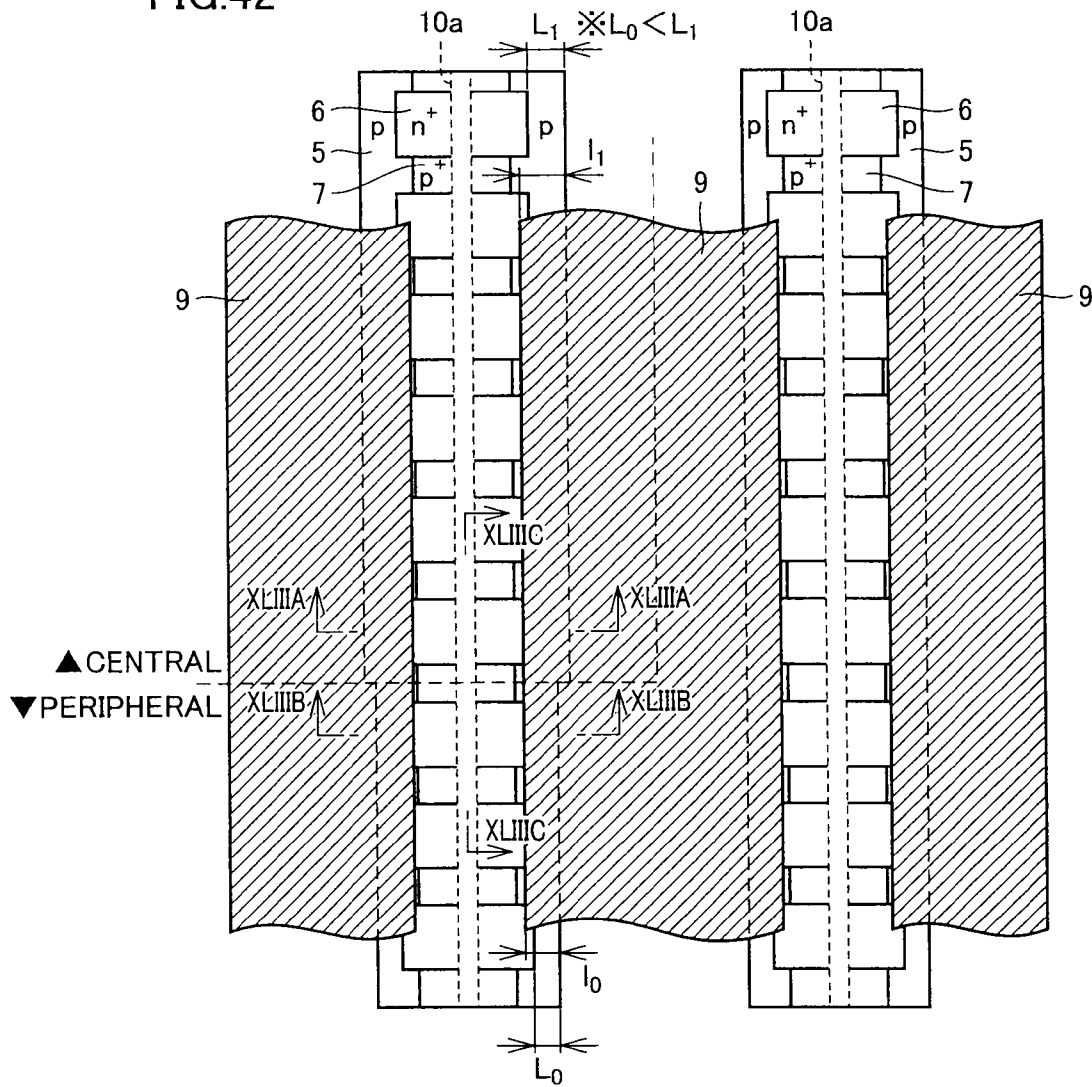 FIG.42
10a
L₁ ※L₀<L₁
10a
6
n⁺
p
p
5
7
p⁺
l₁
9
p
n⁺
p
6
5
p⁺
7
9
9
XLIIIC
XLIIIA
XLIIIA
▲CENTRAL
▼PERIPHERAL
XLIIIB
XLIIIB
XLIIIC
l₀
L₀